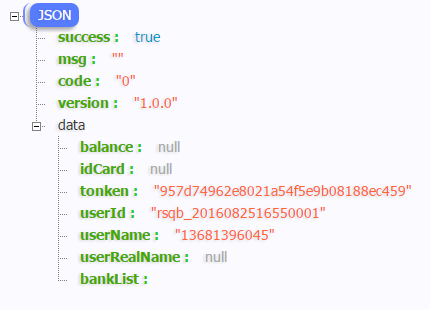 JSON
success : true
msg : ""
code : "0"
version : "1.0.0"
data
balance : null
idCard : null
tonken : "957d74962e8021a54f5e9b08188ec459"
userId : "rsqb_2016082516550001"
userName : "13681396045"
userRealName : null
bankList :